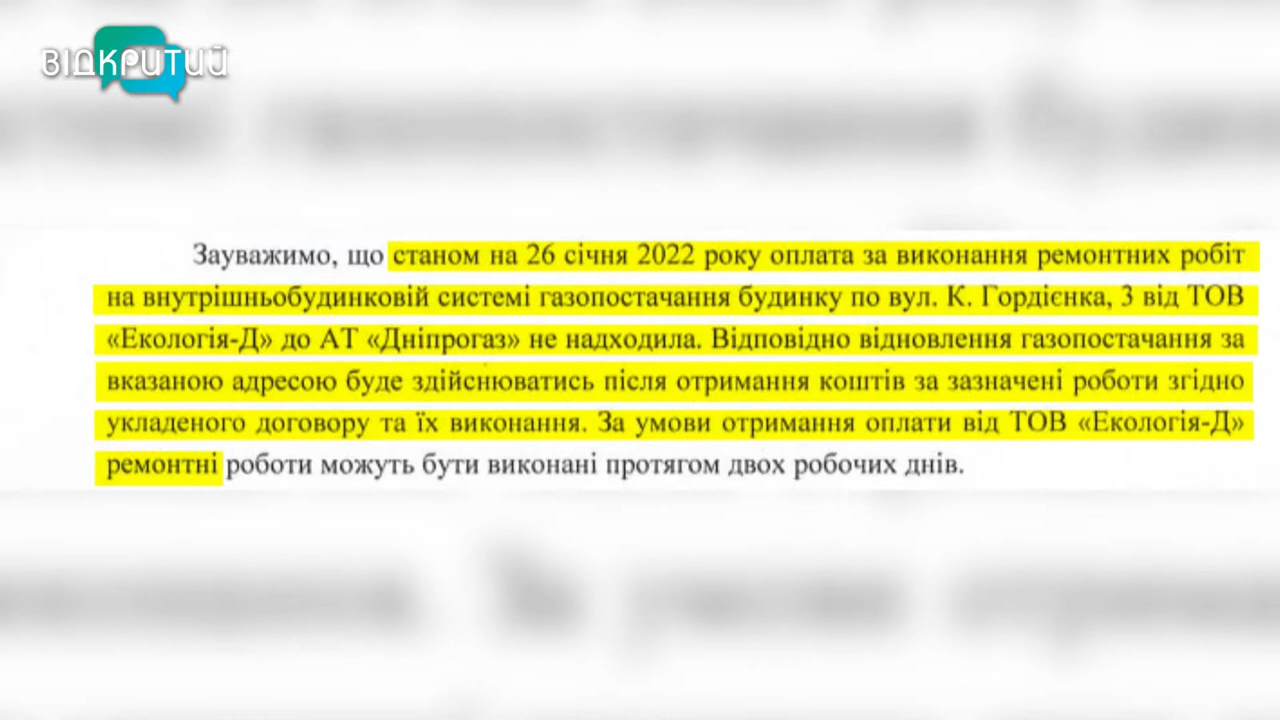 ВІДКРИТИЙ
Зауважимо, що станом на 26 січня 2022 року оплата за виконання ремонтних робіт
на внутрішньобудинковій системі газопостачання будинку по вул. К. Гордієнка, 3 від ТОВ
«Екологія-Д» до АТ «Дніпрогаз» не надходила. Відповідно відновлення газопостачання за
вказаною адресою буде здійснюватись після отримання коштів за зазначені роботи згідно
укладеного договору та їх виконання. За умови отримання оплати від ТОВ «Екологія-Д»
ремонтні роботи можуть бути виконані протягом двох робочих днів.